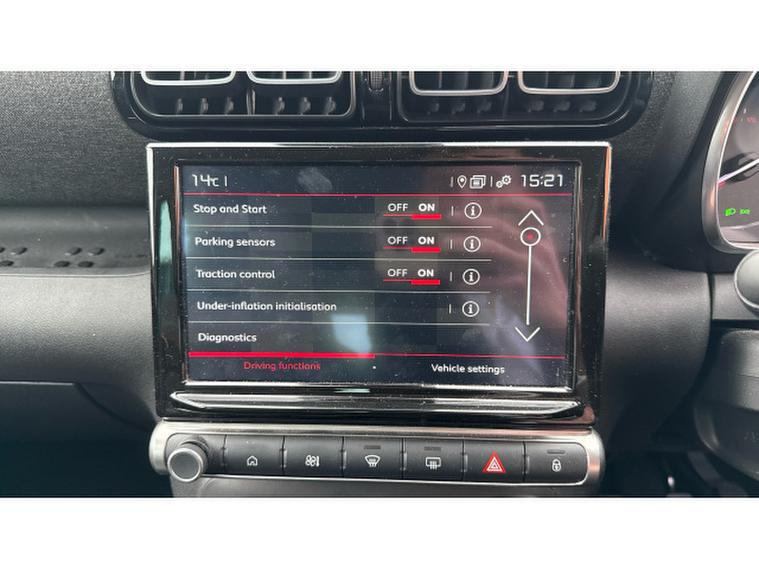 14°C 15:21
Stop and Start OFF ON i
Parking sensors OFF ON i
Traction control OFF ON i
Under-inflation initialisation i
Diagnostics
Driving functions Vehicle settings